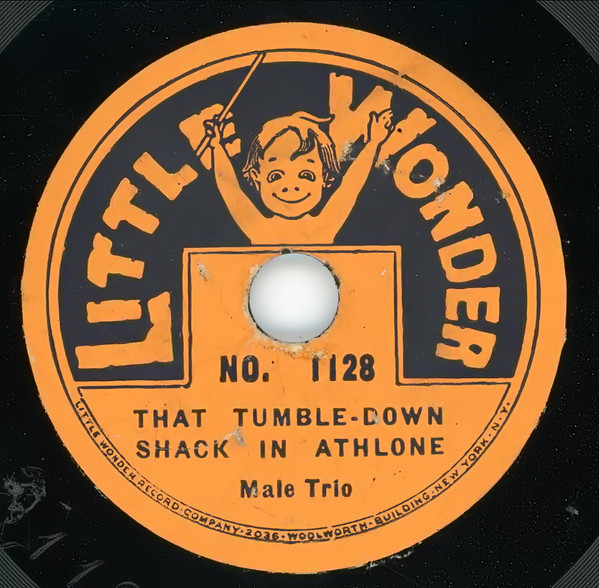 LITTLE WONDER
NO. 1128
THAT TUMBLE-DOWN
SHACK IN ATHLONE
Male Trio
LITTLE WONDER RECORD COMPANY · 2036 · WOOLWORTH · BUILDING, NEW YORK · N · Y ·